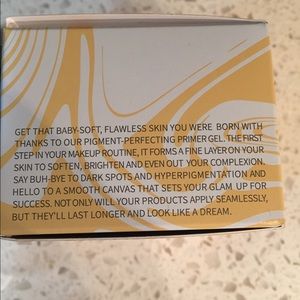 GET THAT BABY-SOFT, FLAWLESS SKIN YOU WERE BORN WITH
THANKS TO OUR PIGMENT-PERFECTING PRIMER GEL. THE FIRST
STEP IN YOUR MAKEUP ROUTINE, IT FORMS A FINE LAYER ON YOUR
SKIN TO SOFTEN, BRIGHTEN AND EVEN OUT YOUR COMPLEXION.
SAY BUH-BYE TO DARK SPOTS AND HYPERPIGMENTATION AND
HELLO TO A SMOOTH CANVAS THAT SETS YOUR GLAM UP FOR
SUCCESS. NOT ONLY WILL YOUR PRODUCTS APPLY SEAMLESSLY,
BUT THEY'LL LAST LONGER AND LOOK LIKE A DREAM.